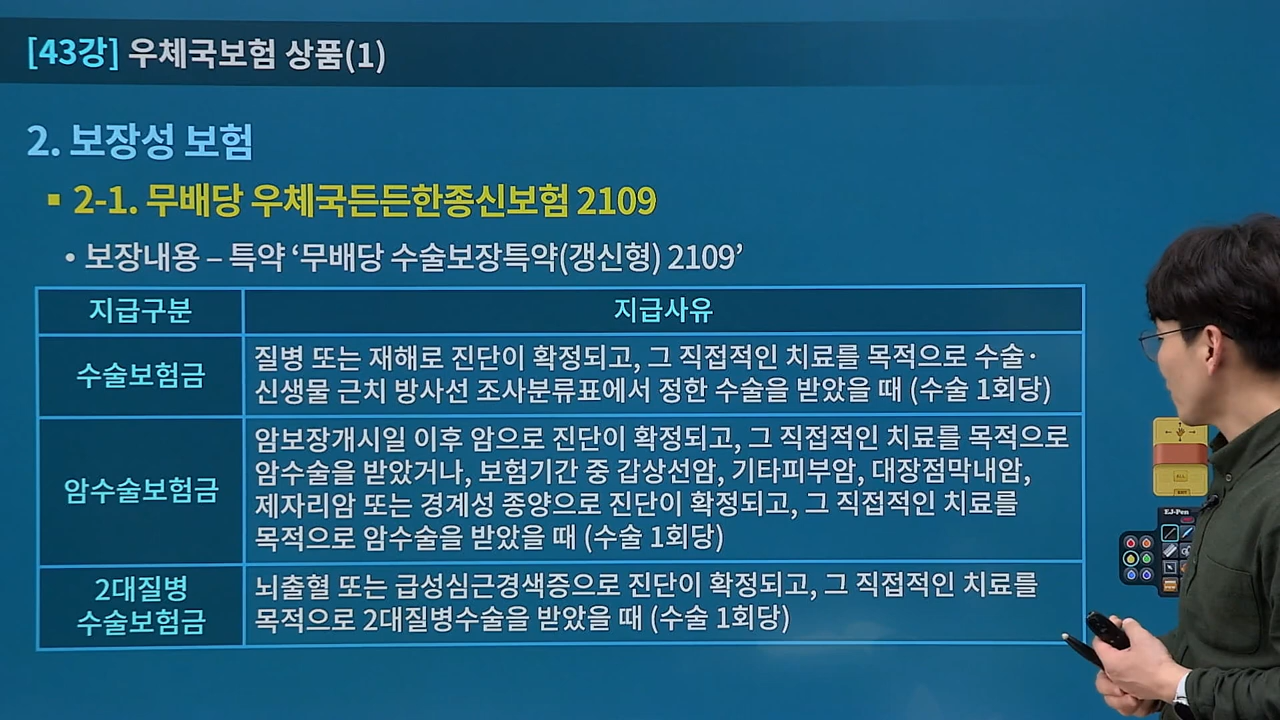 [43강] 우체국보험 상품(1)
2. 보장성 보험
▪ 2-1. 무배당 우체국든든한종신보험 2109
• 보장내용 – 특약 ‘무배당 수술보장특약(갱신형) 2109’
지급구분 지급사유
수술보험금
질병 또는 재해로 진단이 확정되고, 그 직접적인 치료를 목적으로 수술·
신생물 근치 방사선 조사분류표에서 정한 수술을 받았을 때 (수술 1회당)
암수술보험금
암보장개시일 이후 암으로 진단이 확정되고, 그 직접적인 치료를 목적으로
암수술을 받았거나, 보험기간 중 갑상선암, 기타피부암, 대장점막내암,
제자리암 또는 경계성 종양으로 진단이 확정되고, 그 직접적인 치료를
목적으로 암수술을 받았을 때 (수술 1회당)
2대질병
수술보험금
뇌출혈 또는 급성심근경색증으로 진단이 확정되고, 그 직접적인 치료를
목적으로 2대질병수술을 받았을 때 (수술 1회당)
EJ-Pen